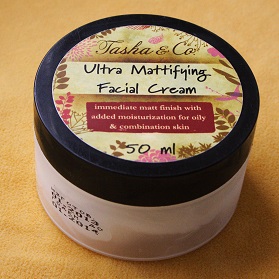 Tasha & Co.
Ultra Mattifying
Facial Cream
immediate matt finish with
added moisturization for oily
& combination skin
50 ml